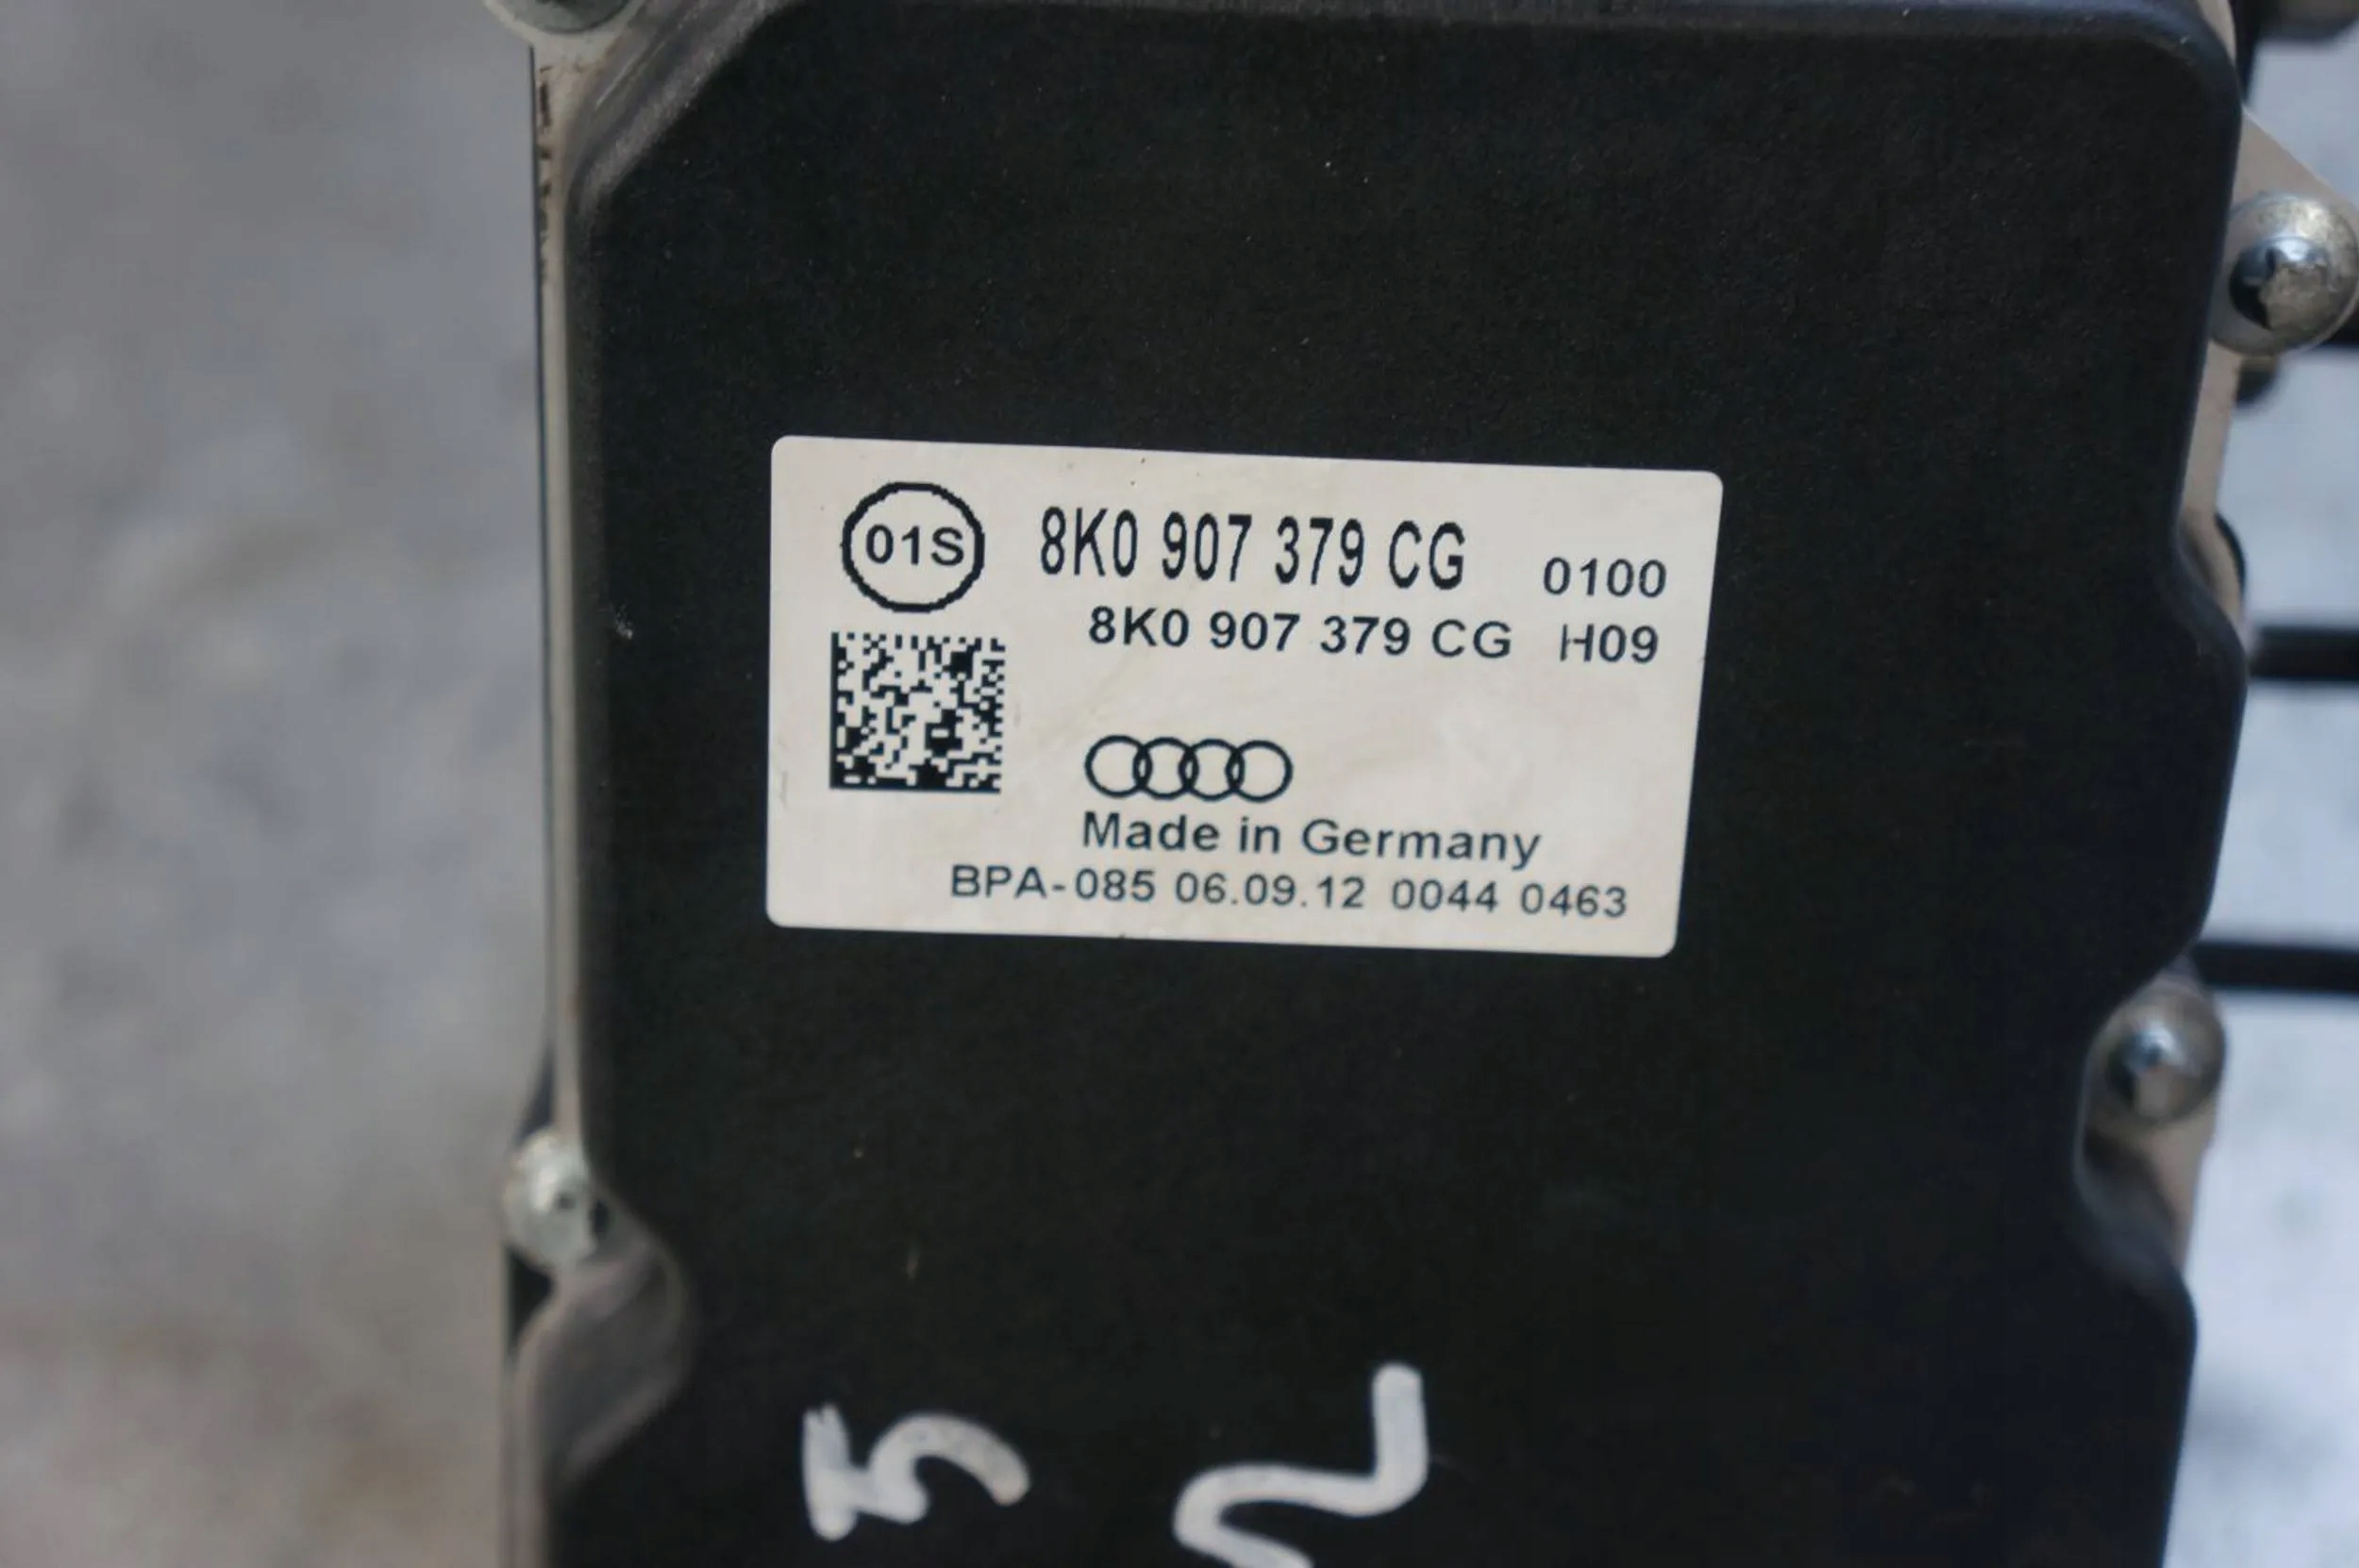 01S
8K0 907 379 CG 0100
8K0 907 379 CG H09
Made in Germany
BPA-085 06.09.12 0044 0463